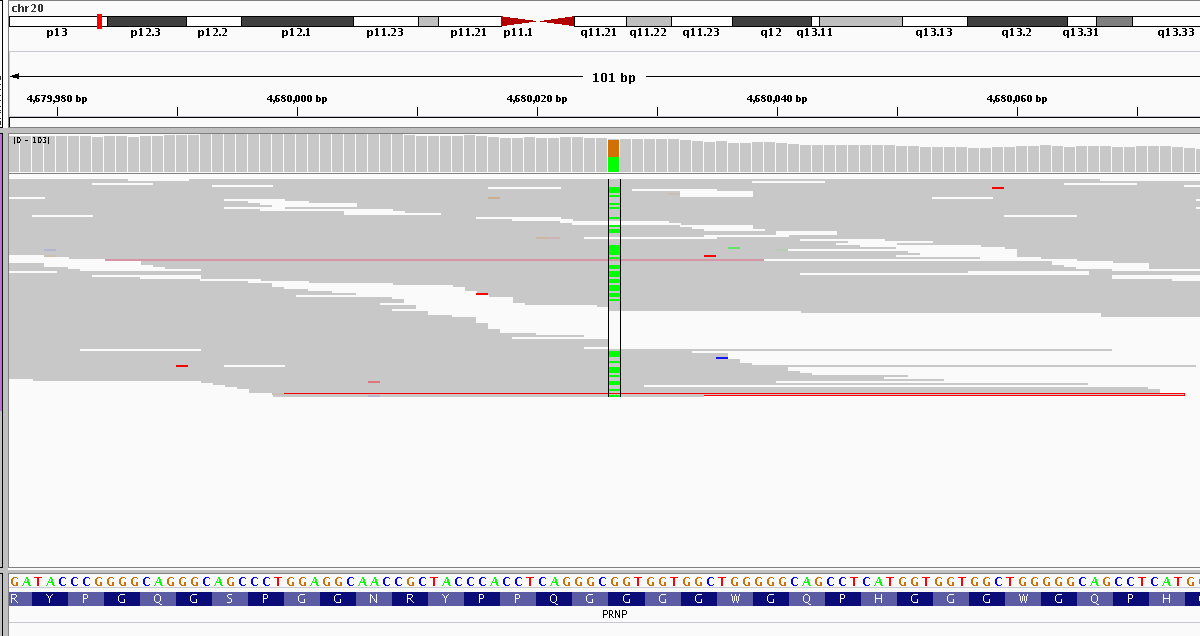 chr20
p13 p12.3 p12.2 p12.1 p11.23 p11.21 p11.1 q11.21 q11.22 q11.23 q12 q13.11 q13.13 q13.2 q13.31 q13.33
101 bp
4,679,980 bp 4,680,000 bp 4,680,020 bp 4,680,040 bp 4,680,060 bp
[0 - 103]
GATACCCGGGGCAGGGCAGCCCTGGAGGCAACCGCTACCCACCTCAGGGCGGTGGTGGCTGGGGGCAGCCTCATGGTGGTGGCTGGGGGCAGCCTCATG
R Y P G Q G S P G G N R Y P P Q G G G G W G Q P H G G G W G Q P H
PRNP